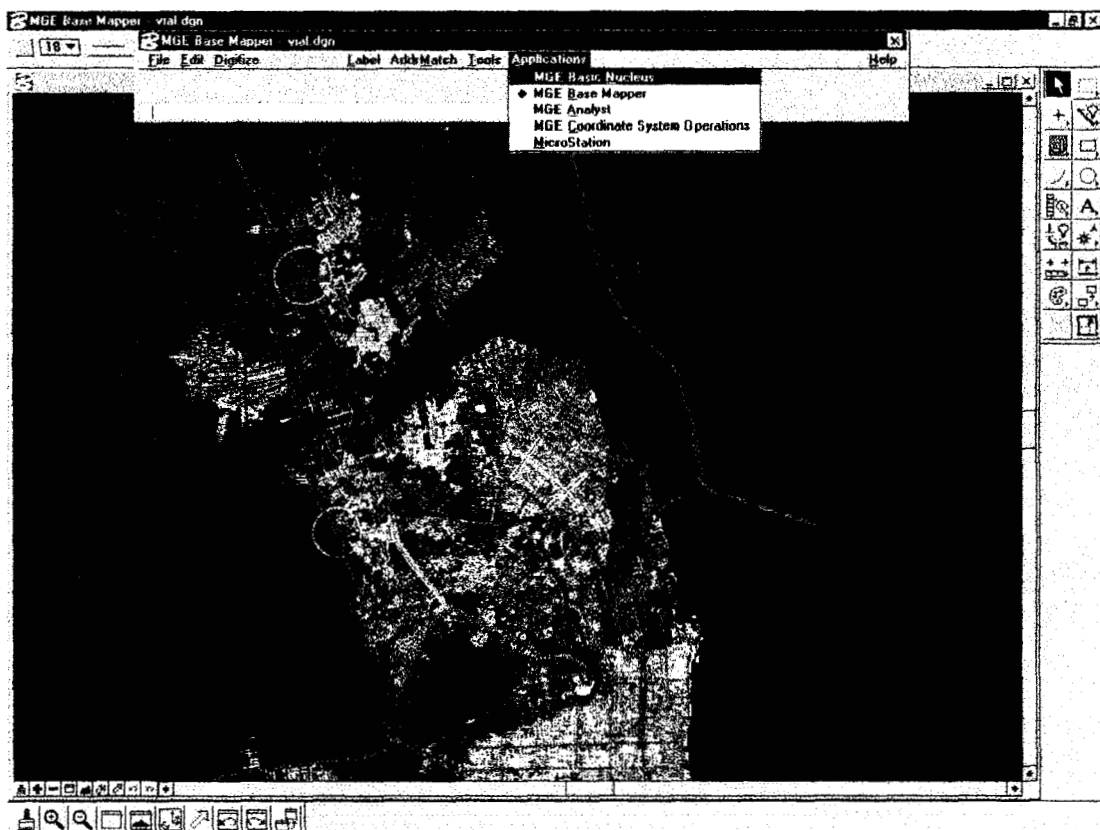 MGE Base Mapper - vial.dgn
18
MGE Base Mapper - vial.dgn
File Edit Digitize Label AddrMatch Tools Applications Help
MGE Basic Nucleus
MGE Base Mapper
MGE Analyst
MGE Coordinate System Operations
MicroStation
A